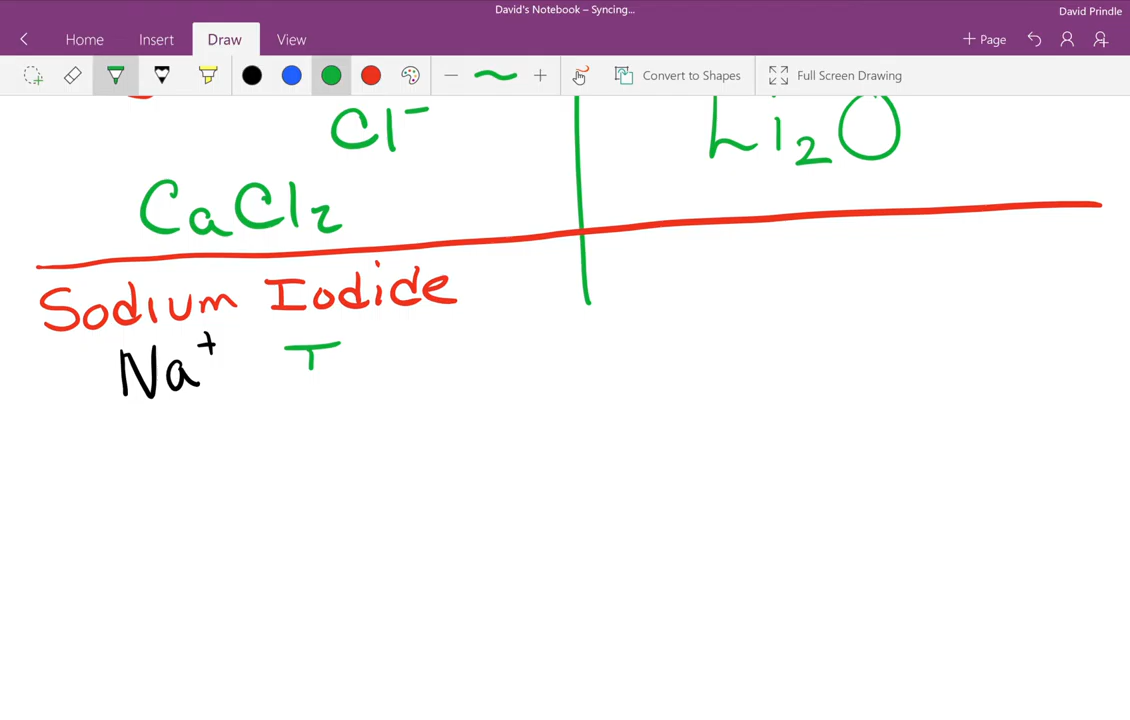 David's Notebook – Syncing...
David Prindle
Home Insert Draw View
Page
Convert to Shapes
Full Screen Drawing
Cl⁻
Li₂O
CaCl₂
Sodium Iodide
Na⁺